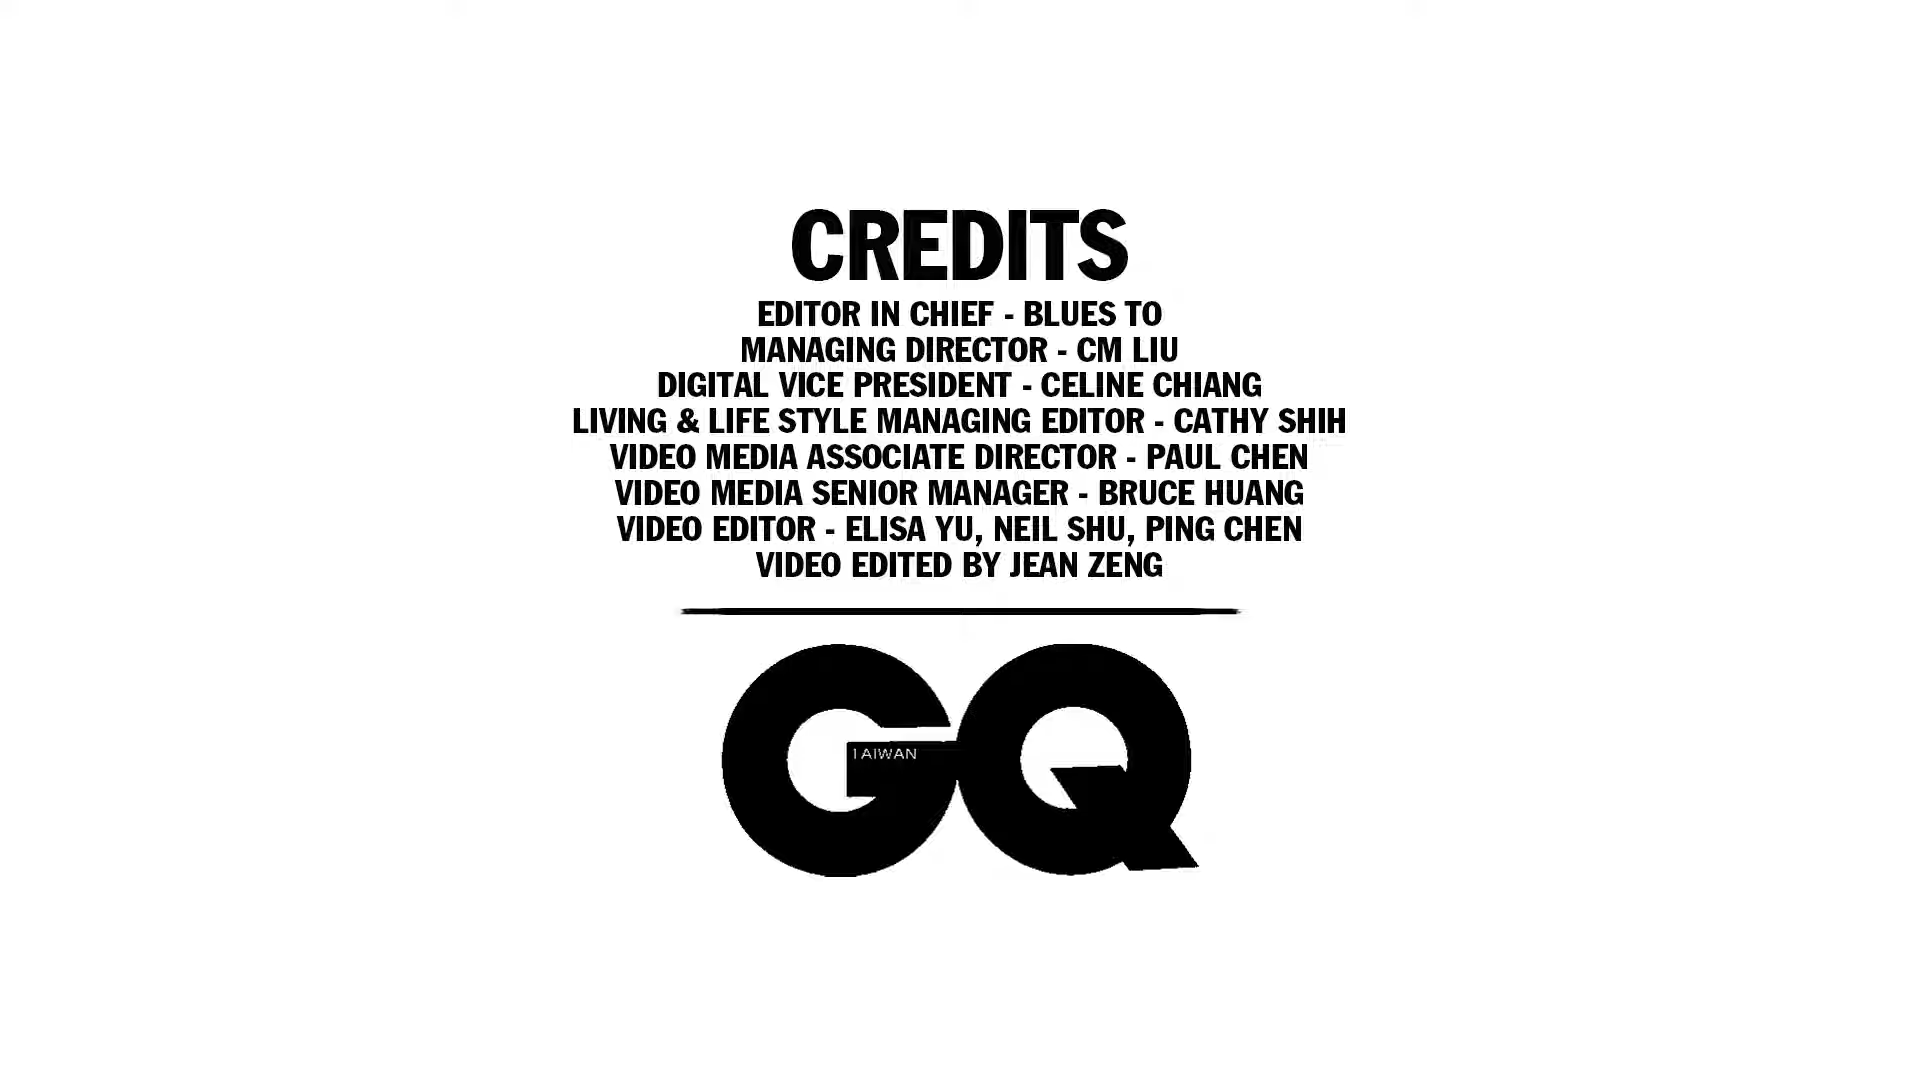 CREDITS
EDITOR IN CHIEF - BLUES TO
MANAGING DIRECTOR - CM LIU
DIGITAL VICE PRESIDENT - CELINE CHIANG
LIVING & LIFE STYLE MANAGING EDITOR - CATHY SHIH
VIDEO MEDIA ASSOCIATE DIRECTOR - PAUL CHEN
VIDEO MEDIA SENIOR MANAGER - BRUCE HUANG
VIDEO EDITOR - ELISA YU, NEIL SHU, PING CHEN
VIDEO EDITED BY JEAN ZENG
GQ
TAIWAN